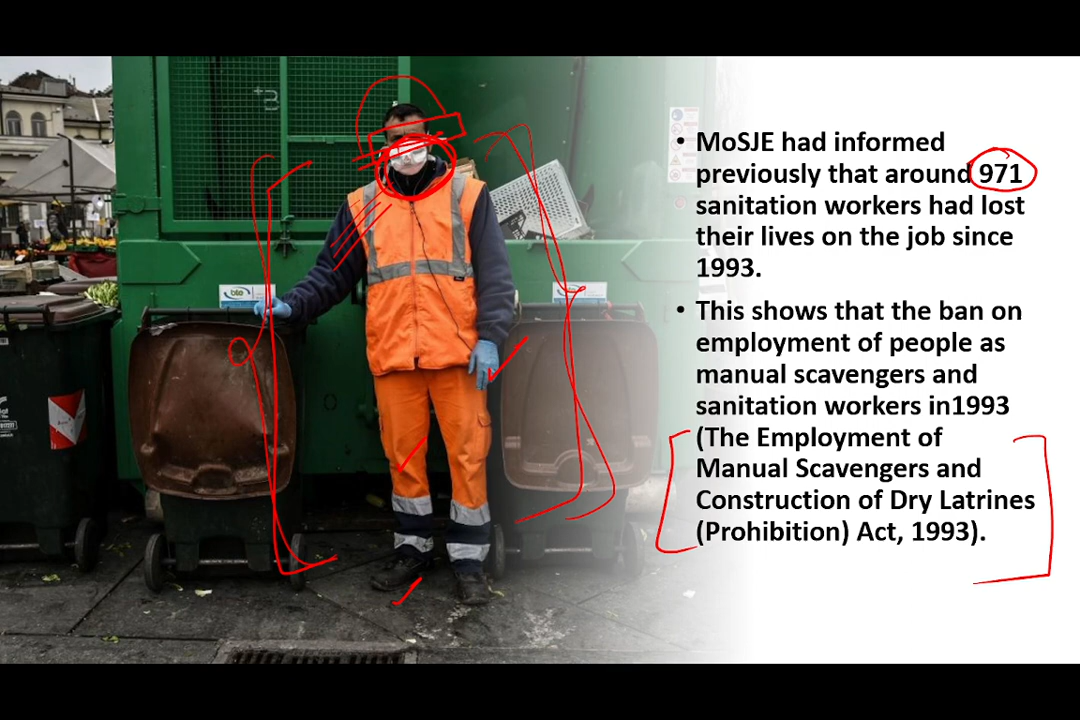 • MoSJE had informed
previously that around 971
sanitation workers had lost
their lives on the job since
1993.
• This shows that the ban on
employment of people as
manual scavengers and
sanitation workers in1993
(The Employment of
Manual Scavengers and
Construction of Dry Latrines
(Prohibition) Act, 1993).